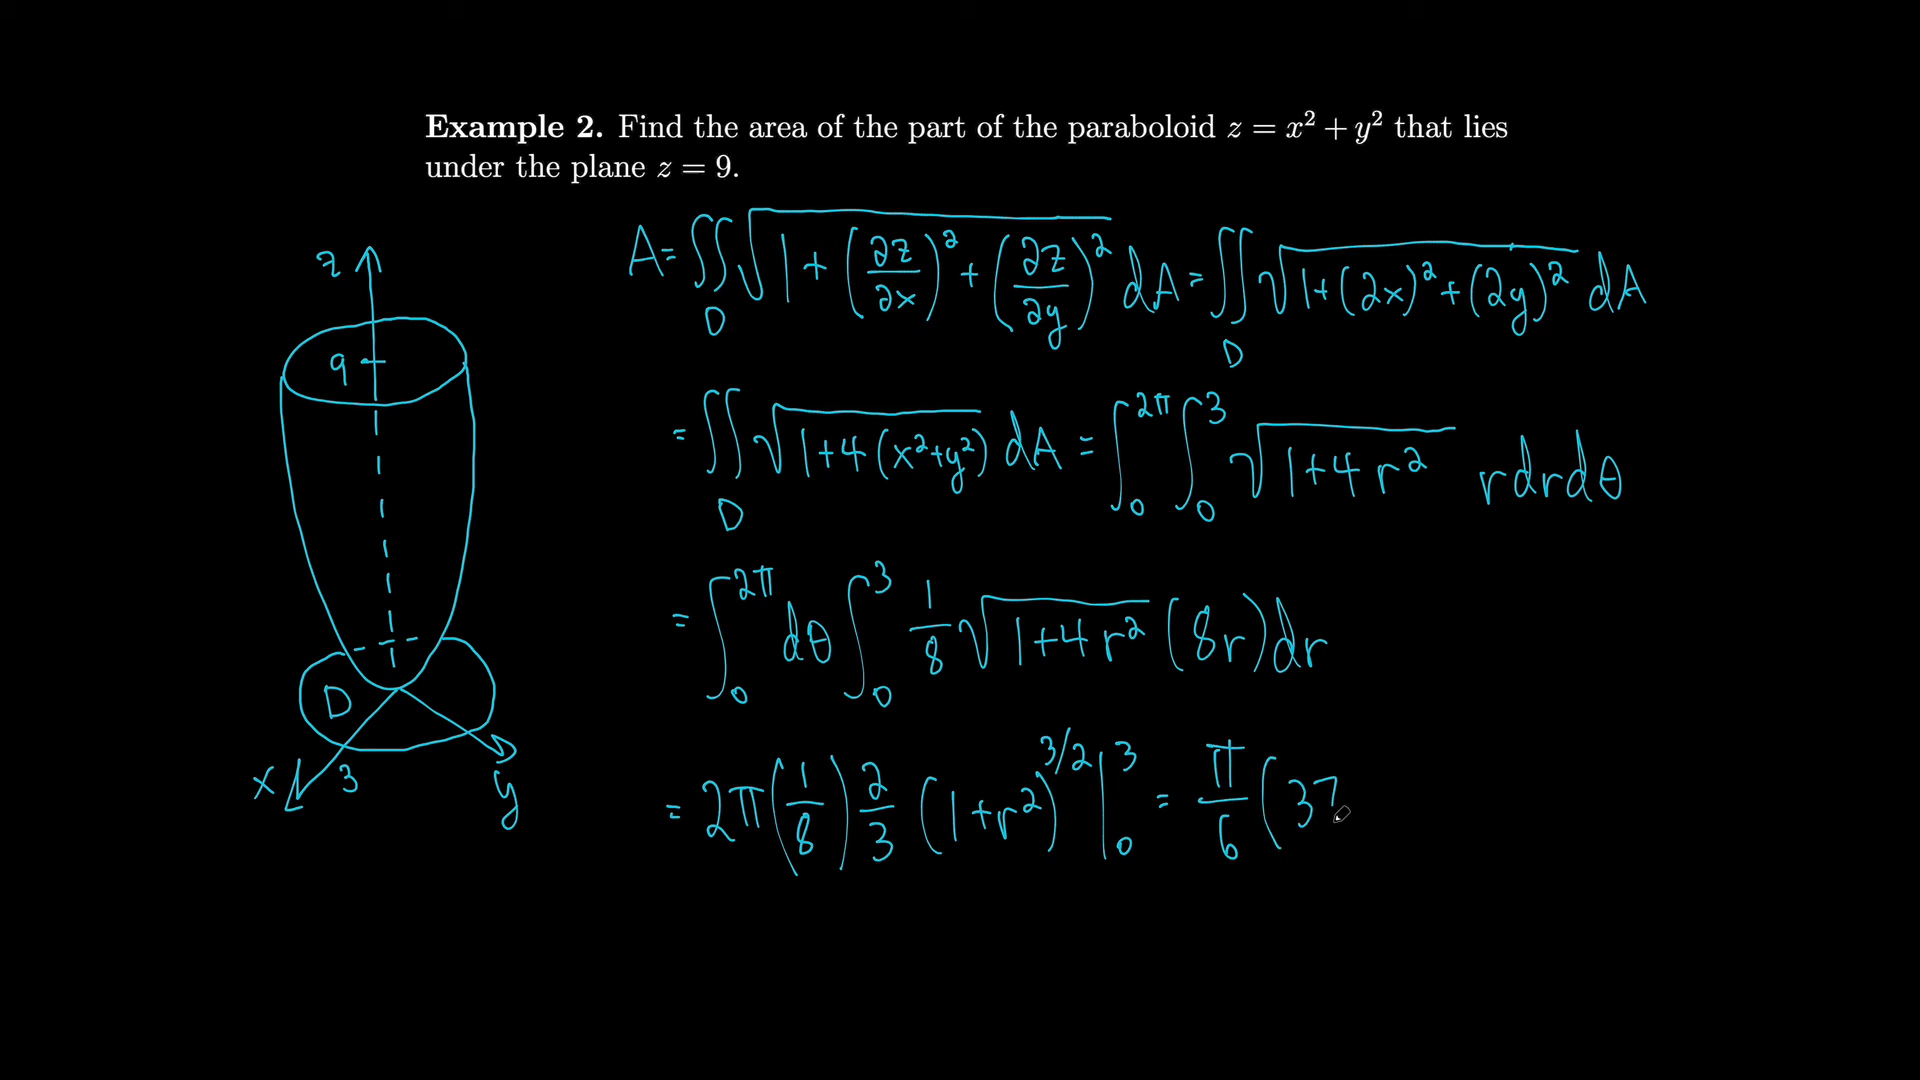 Example 2. Find the area of the part of the paraboloid z = x² + y² that lies
under the plane z = 9.
A = ∬_D √(1 + (∂z/∂x)² + (∂z/∂y)²) dA = ∬_D √(1+(2x)²+(2y)²) dA
= ∬_D √(1+4(x²+y²)) dA = ∫_0^{2π} ∫_0^3 √(1+4r²) rdrdθ
= ∫_0^{2π} dθ ∫_0^3 1/8 √(1+4r²) (8r)dr
= 2π(1/8) 2/3 (1+r²)^{3/2} |_0^3 = π/6 (37
z
9
D
x
3
y